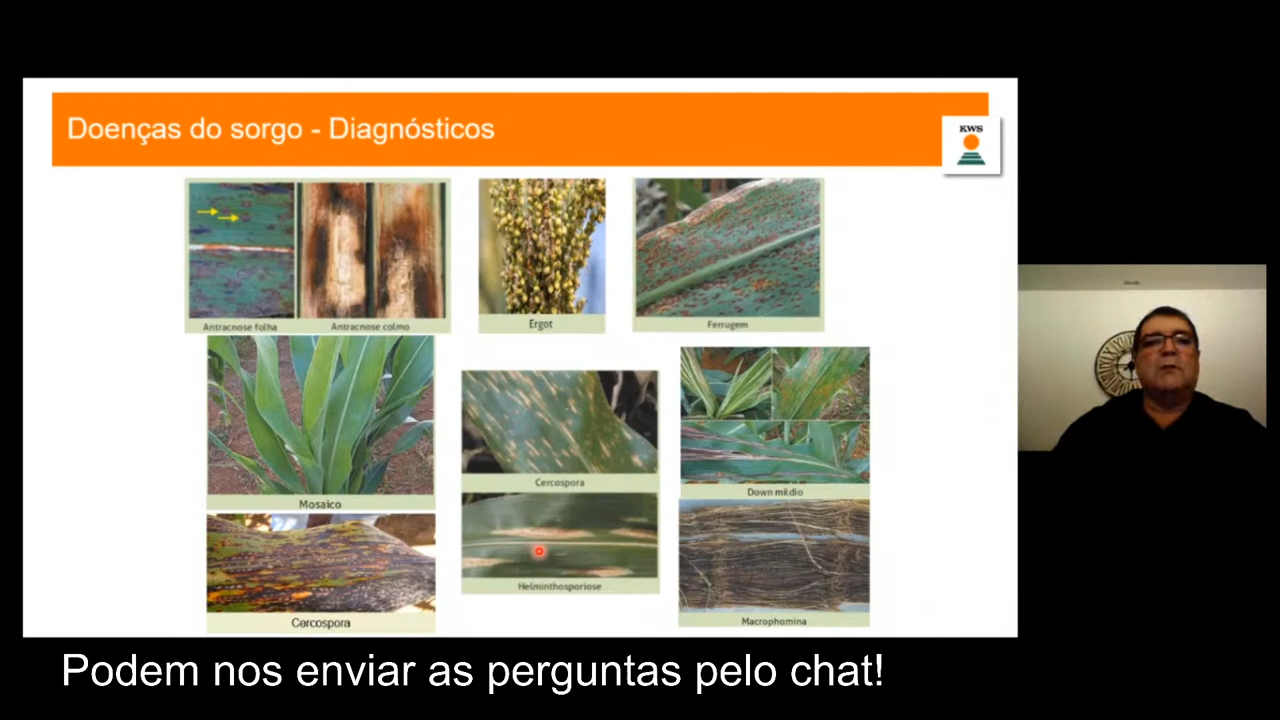 Doenças do sorgo - Diagnósticos
KWS
Antracnose folha
Antracnose colmo
Ergot
Ferrugem
Mosaico
Cercospora
Down mildio
Helminthosporiose
Cercospora
Macrophomina
Podem nos enviar as perguntas pelo chat!